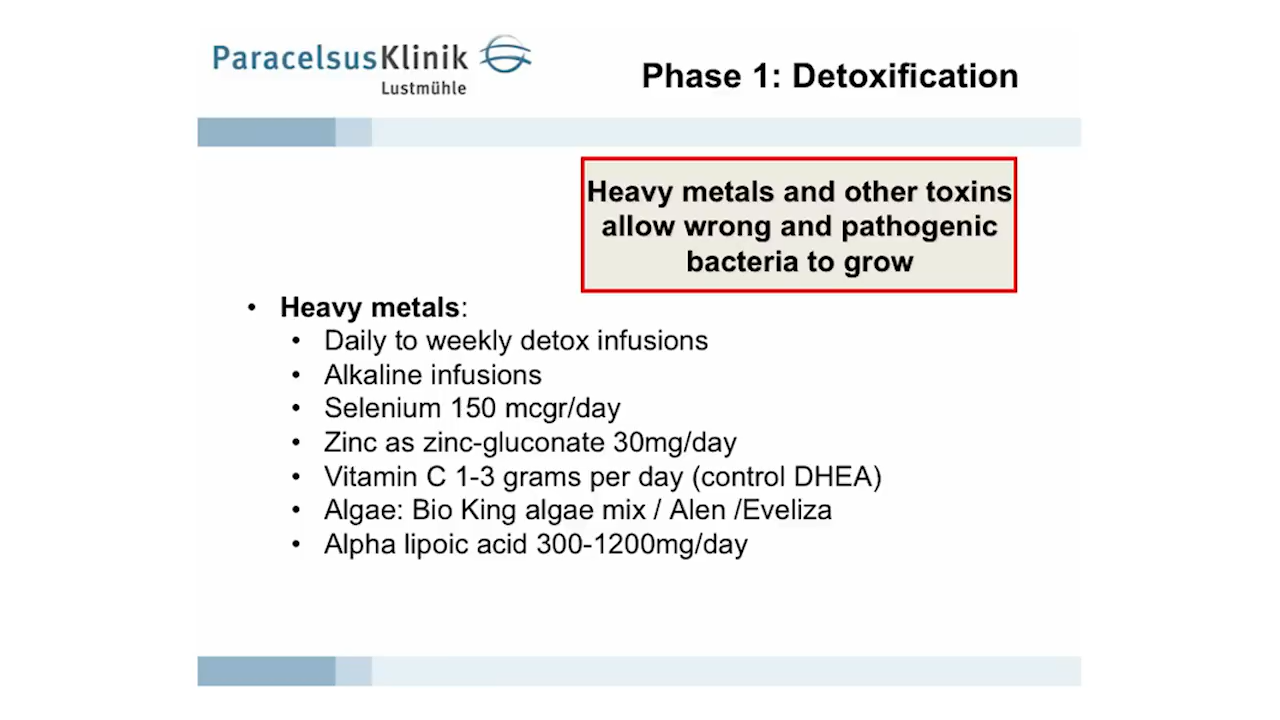 ParacelsusKlinik
Lustmühle
Phase 1: Detoxification
Heavy metals and other toxins
allow wrong and pathogenic
bacteria to grow
• Heavy metals:
• Daily to weekly detox infusions
• Alkaline infusions
• Selenium 150 mcgr/day
• Zinc as zinc-gluconate 30mg/day
• Vitamin C 1-3 grams per day (control DHEA)
• Algae: Bio King algae mix / Alen /Eveliza
• Alpha lipoic acid 300-1200mg/day